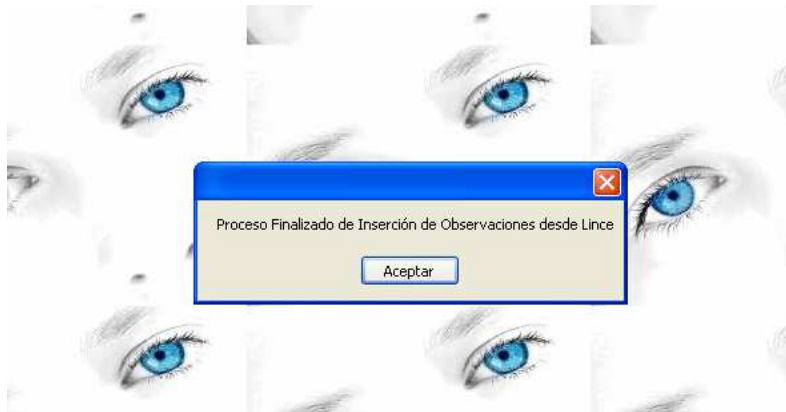 Proceso Finalizado de Inserción de Observaciones desde Lince
Aceptar